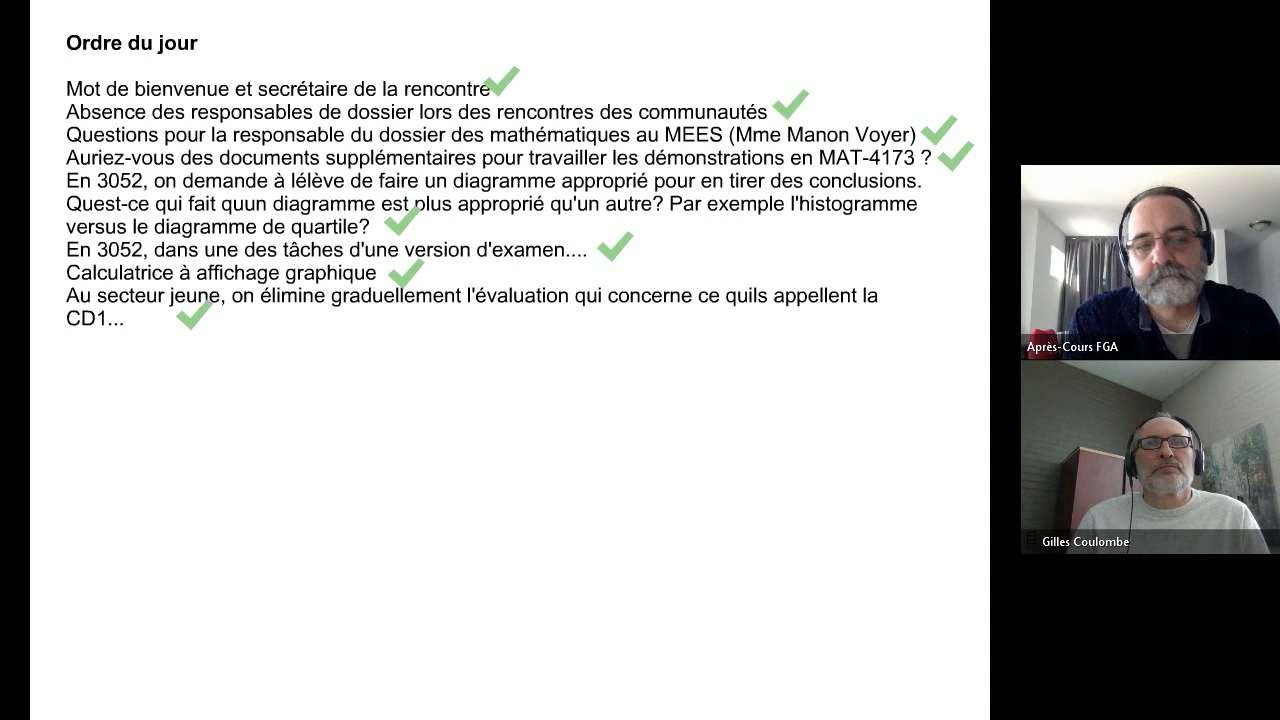 Ordre du jour
Mot de bienvenue et secrétaire de la rencontre
Absence des responsables de dossier lors des rencontres des communautés
Questions pour la responsable du dossier des mathématiques au MEES (Mme Manon Voyer)
Auriez-vous des documents supplémentaires pour travailler les démonstrations en MAT-4173 ?
En 3052, on demande à lélève de faire un diagramme approprié pour en tirer des conclusions.
Quest-ce qui fait quun diagramme est plus approprié qu'un autre? Par exemple l'histogramme
versus le diagramme de quartile?
En 3052, dans une des tâches d'une version d'examen....
Calculatrice à affichage graphique
Au secteur jeune, on élimine graduellement l'évaluation qui concerne ce quils appellent la
CD1...
Après-Cours FGA
Gilles Coulombe